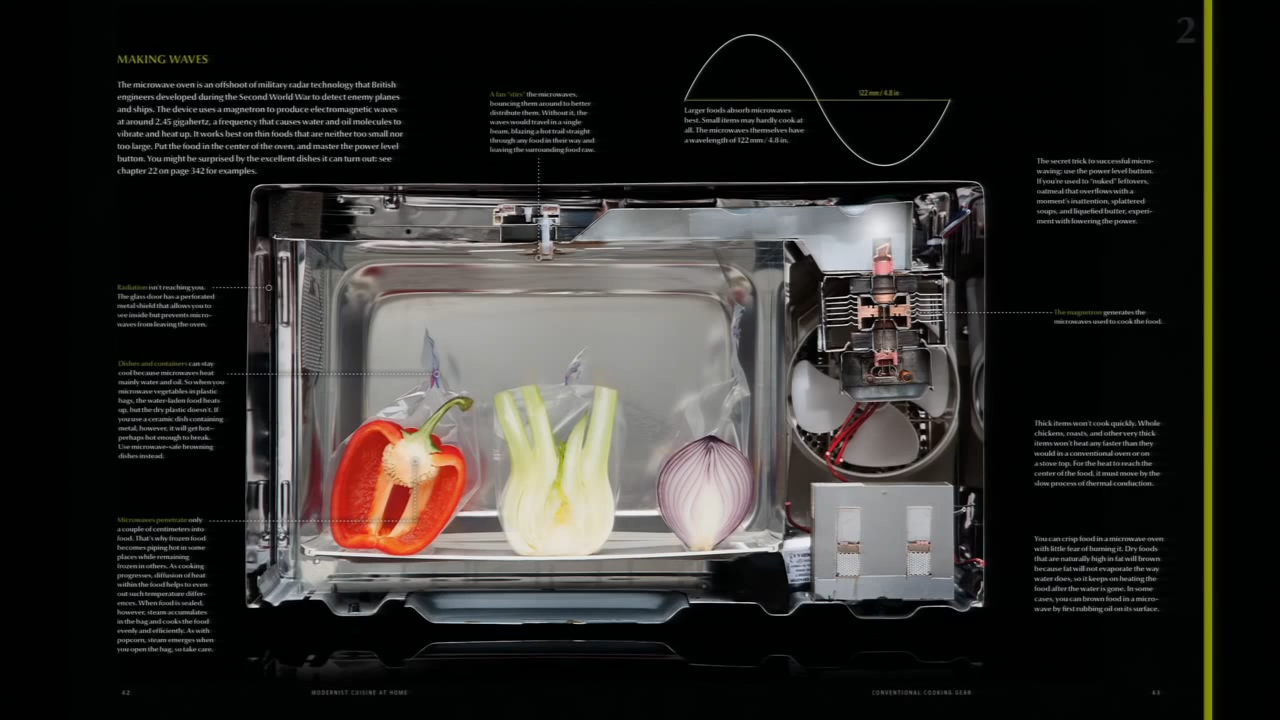 2
MAKING WAVES
The microwave oven is an offshoot of military radar technology that British
engineers developed during the Second World War to detect enemy planes
and ships. The device uses a magnetron to produce electromagnetic waves
at around 2.45 gigahertz, a frequency that causes water and oil molecules to
vibrate and heat up. It works best on thin foods that are neither too small nor
too large. Put the food in the center of the oven, and master the power level
button. You might be surprised by the excellent dishes it can turn out: see
chapter 22 on page 342 for examples.
A fan "stirs" the microwaves,
bouncing them around to better
distribute them. Without it, the
waves would travel in a single
beam, blazing a hot trail straight
through any food in their way and
leaving the surrounding food raw.
122 mm / 4.8 in
Larger foods absorb microwaves
best. Small items may hardly cook at
all. The microwaves themselves have
a wavelength of 122 mm / 4.8 in.
The secret trick to successful micro-
waving: use the power level button.
If you're used to "nuked" leftovers,
oatmeal that overflows with a
moment's inattention, splattered
soups, and liquefied butter, experi-
ment with lowering the power.
Radiation isn't reaching you.
The glass door has a perforated
metal shield that allows you to
see inside but prevents micro-
waves from leaving the oven.
The magnetron generates the
microwaves used to cook the food.
Dishes and containers can stay
cool because microwaves heat
mainly water and oil. So when you
microwave vegetables in plastic
bags, the water-laden food heats
up, but the dry plastic doesn't. If
you use a ceramic dish containing
metal, however, it will get hot—
perhaps hot enough to break.
Use microwave-safe browning
dishes instead.
Thick items won't cook quickly. Whole
chickens, roasts, and other very thick
items won't heat any faster than they
would in a conventional oven or on
a stove top. For the heat to reach the
center of the food, it must move by the
slow process of thermal conduction.
Microwaves penetrate only
a couple of centimeters into
food. That's why frozen food
becomes piping hot in some
places while remaining
frozen in others. As cooking
progresses, diffusion of heat
within the food helps to even
out such temperature differ-
ences. When food is sealed,
however, steam accumulates
in the bag and cooks the food
evenly and efficiently. As with
popcorn, steam emerges when
you open the bag, so take care.
You can crisp food in a microwave oven
with little fear of burning it. Dry foods
that are naturally high in fat will brown
because fat will not evaporate the way
water does, so it keeps on heating the
food after the water is gone. In some
cases, you can brown food in a micro-
wave by first rubbing oil on its surface.
42
MODERNIST CUISINE AT HOME
CONVENTIONAL COOKING GEAR
43